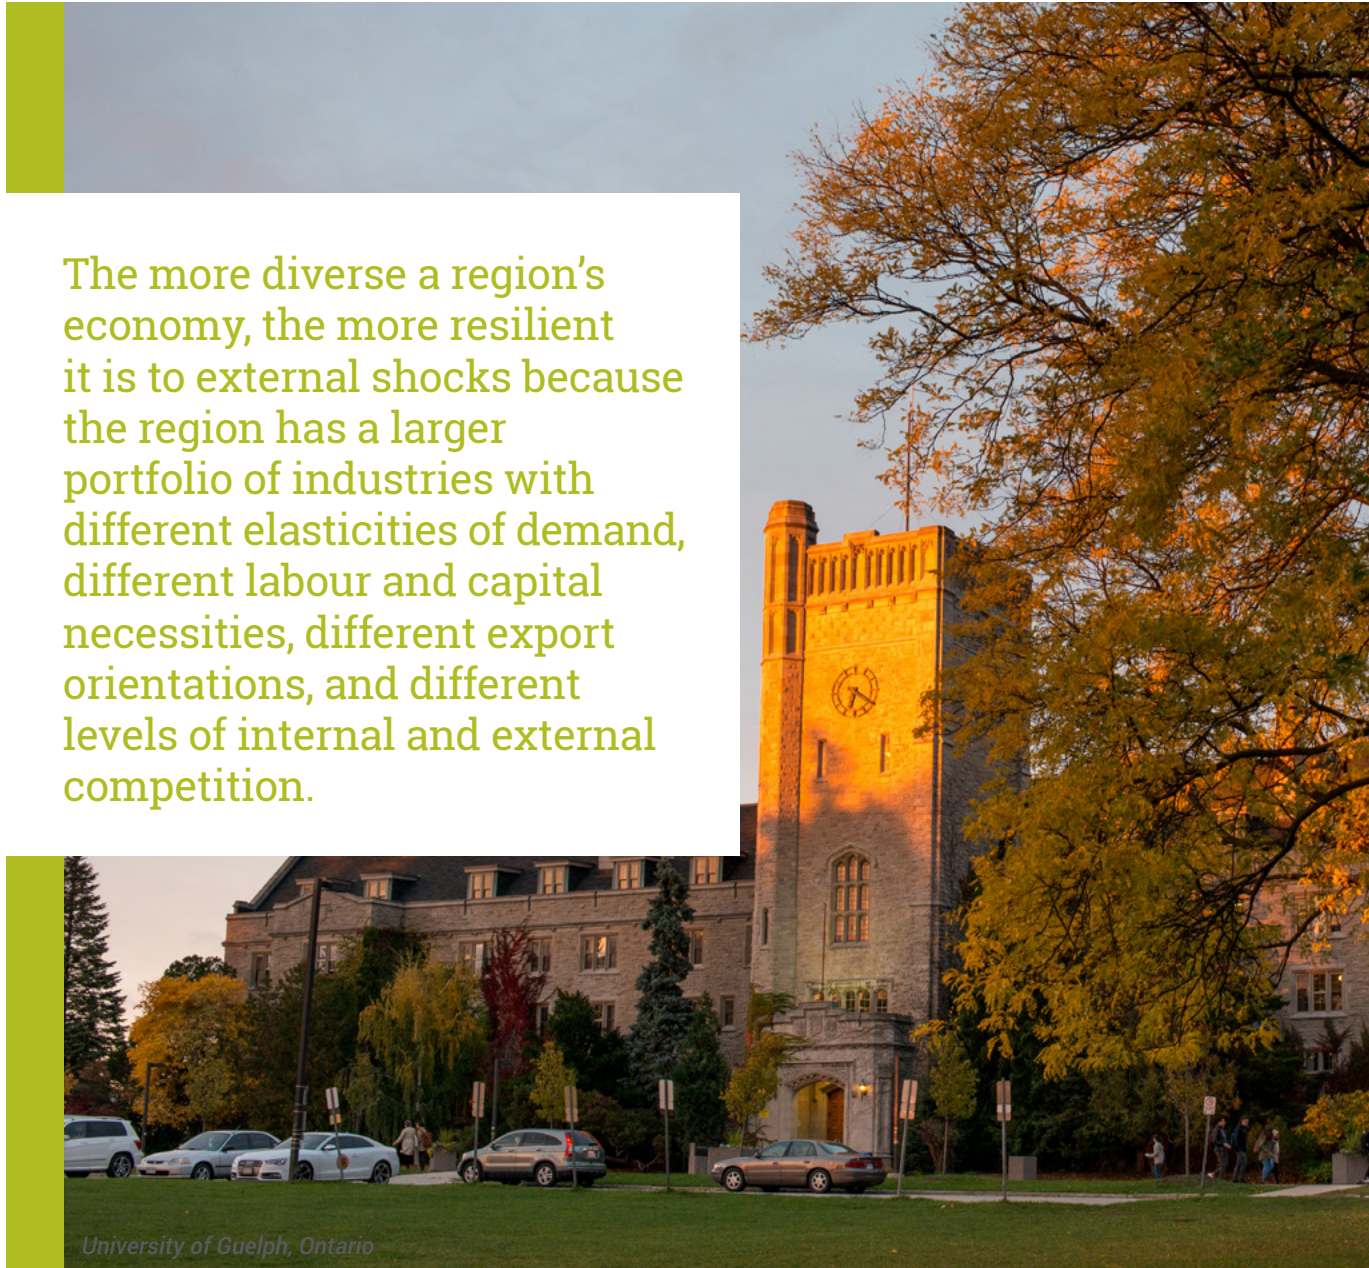 The more diverse a region’s
economy, the more resilient
it is to external shocks because
the region has a larger
portfolio of industries with
different elasticities of demand,
different labour and capital
necessities, different export
orientations, and different
levels of internal and external
competition.
University of Guelph, Ontario